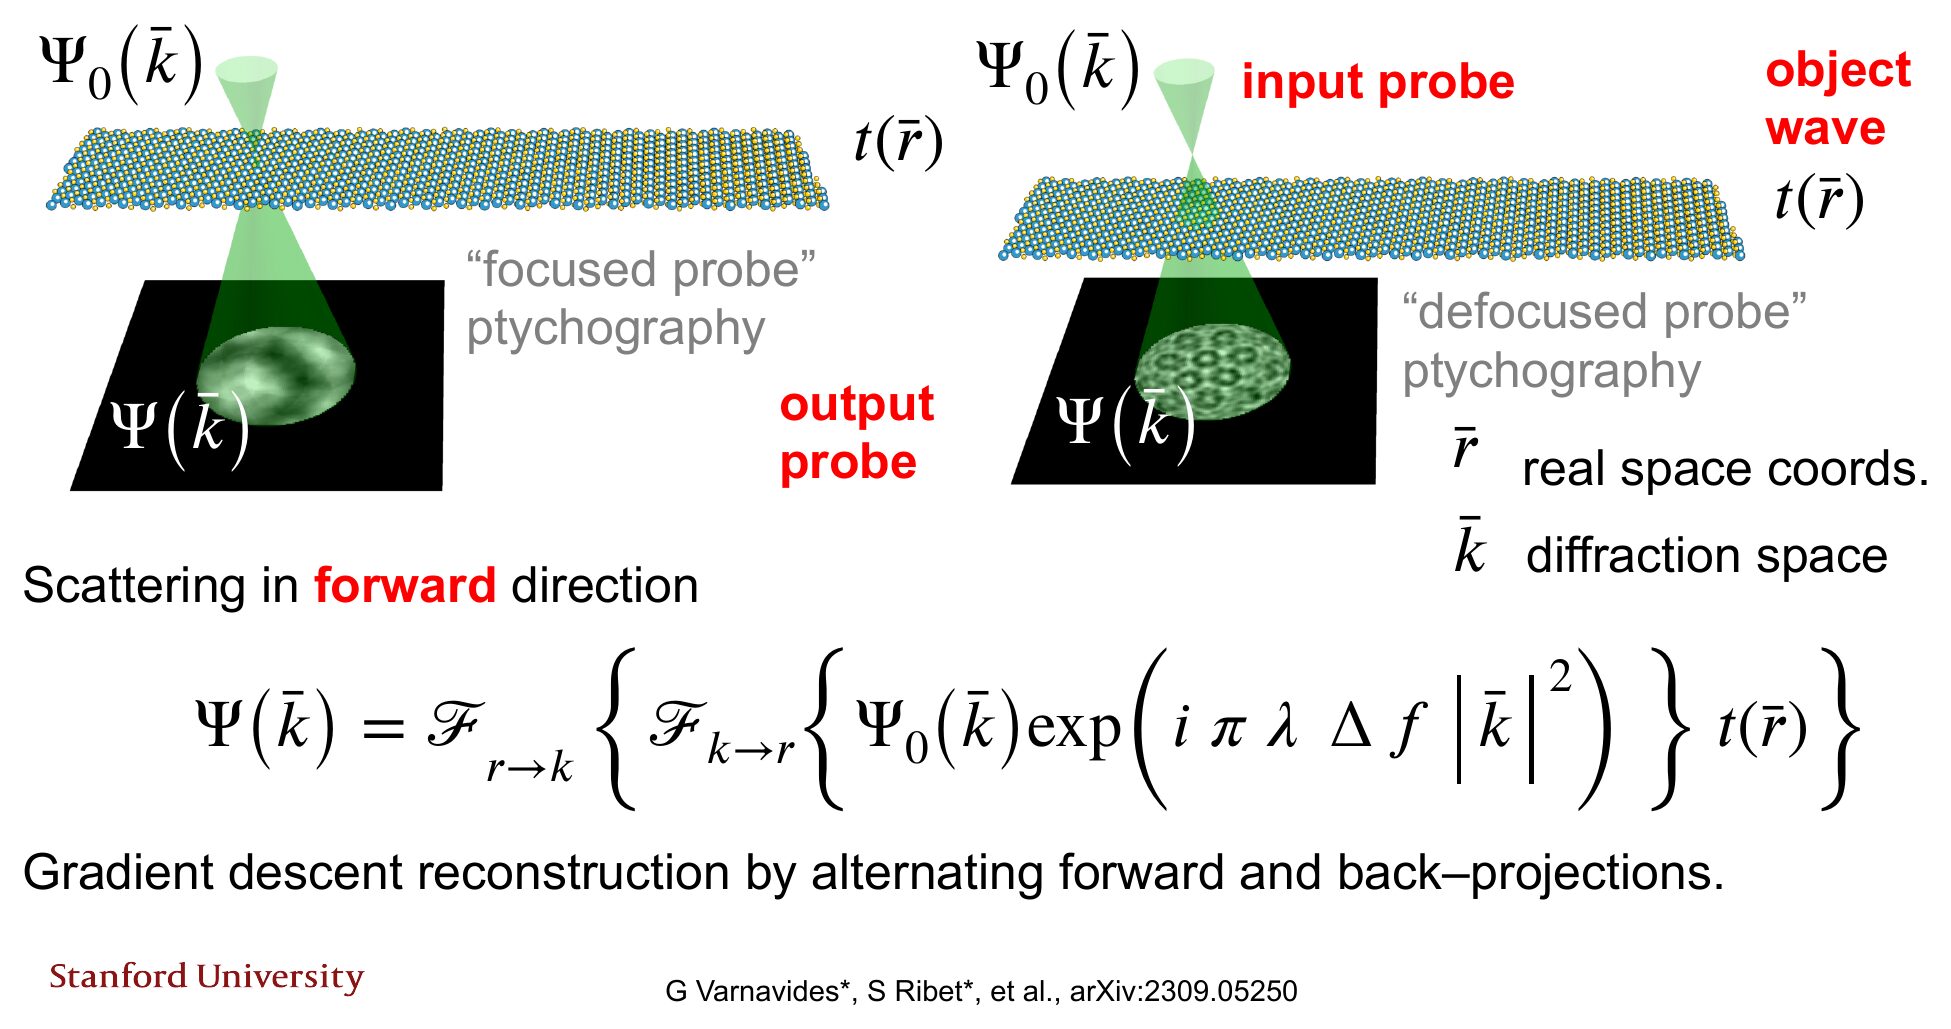 Ψ₀(k̄)
t(r̄)
“focused probe”
ptychography
Ψ(k̄)
output
probe
Ψ₀(k̄)
input probe
object
wave
t(r̄)
“defocused probe”
ptychography
Ψ(k̄)
r̄ real space coords.
k̄ diffraction space
Scattering in forward direction
Ψ(k̄) = ℱ r→k { ℱ k→r { Ψ₀(k̄) exp( i π λ Δ f |k̄|² ) } t(r̄) }
Gradient descent reconstruction by alternating forward and back–projections.
Stanford University
G Varnavides*, S Ribet*, et al., arXiv:2309.05250